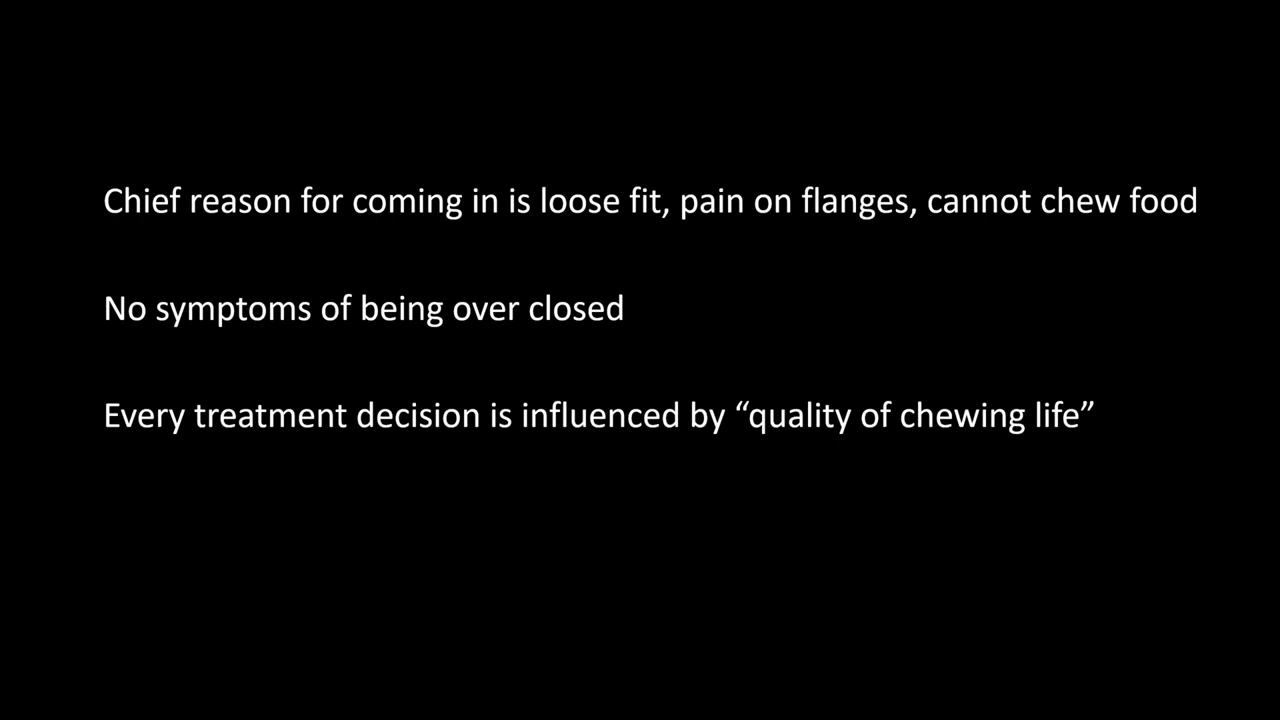 Chief reason for coming in is loose fit, pain on flanges, cannot chew food
No symptoms of being over closed
Every treatment decision is influenced by “quality of chewing life”